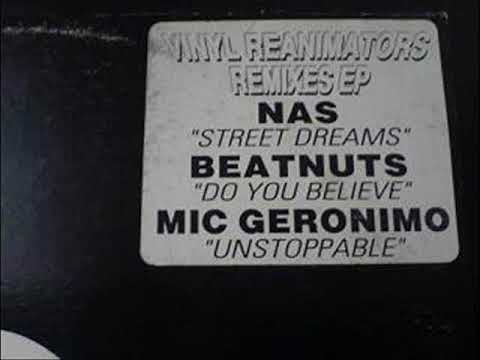 VINYL REANIMATORS
REMIXES EP
NAS
"STREET DREAMS"
BEATNUTS
"DO YOU BELIEVE"
MIC GERONIMO
"UNSTOPPABLE"